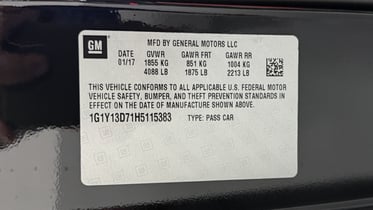 GM
MFD BY GENERAL MOTORS LLC
DATE GVWR GAWR FRT GAWR RR
01/17 1855 KG 851 KG 1004 KG
4088 LB 1875 LB 2213 LB
THIS VEHICLE CONFORMS TO ALL APPLICABLE U.S. FEDERAL MOTOR
VEHICLE SAFETY, BUMPER, AND THEFT PREVENTION STANDARDS IN
EFFECT ON THE DATE OF MANUFACTURE SHOWN ABOVE.
1G1Y13D71H5115383 TYPE: PASS CAR